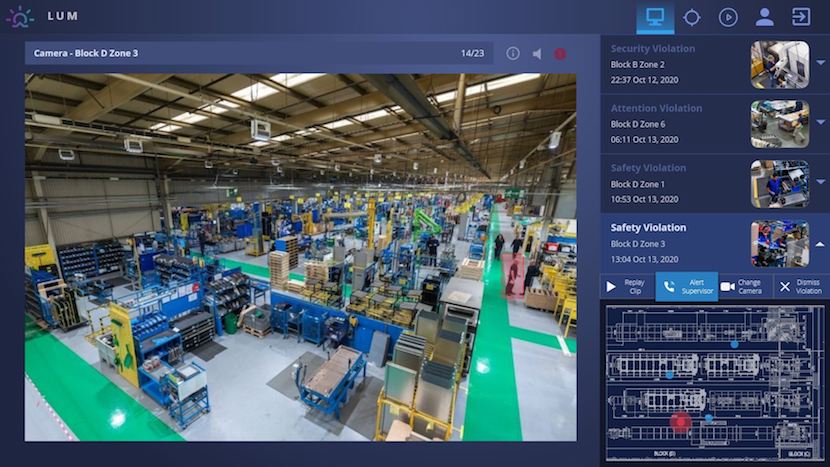 LUM
Camera - Block D Zone 3
14/23
Security Violation
Block B Zone 2
22:37 Oct 12, 2020
Attention Violation
Block D Zone 6
06:11 Oct 13, 2020
Safety Violation
Block D Zone 1
10:53 Oct 13, 2020
Safety Violation
Block D Zone 3
13:04 Oct 13, 2020
Replay
Clip
Alert
Supervisor
Change
Camera
Dismiss
Violation
BLOCK (D)
BLOCK (C)